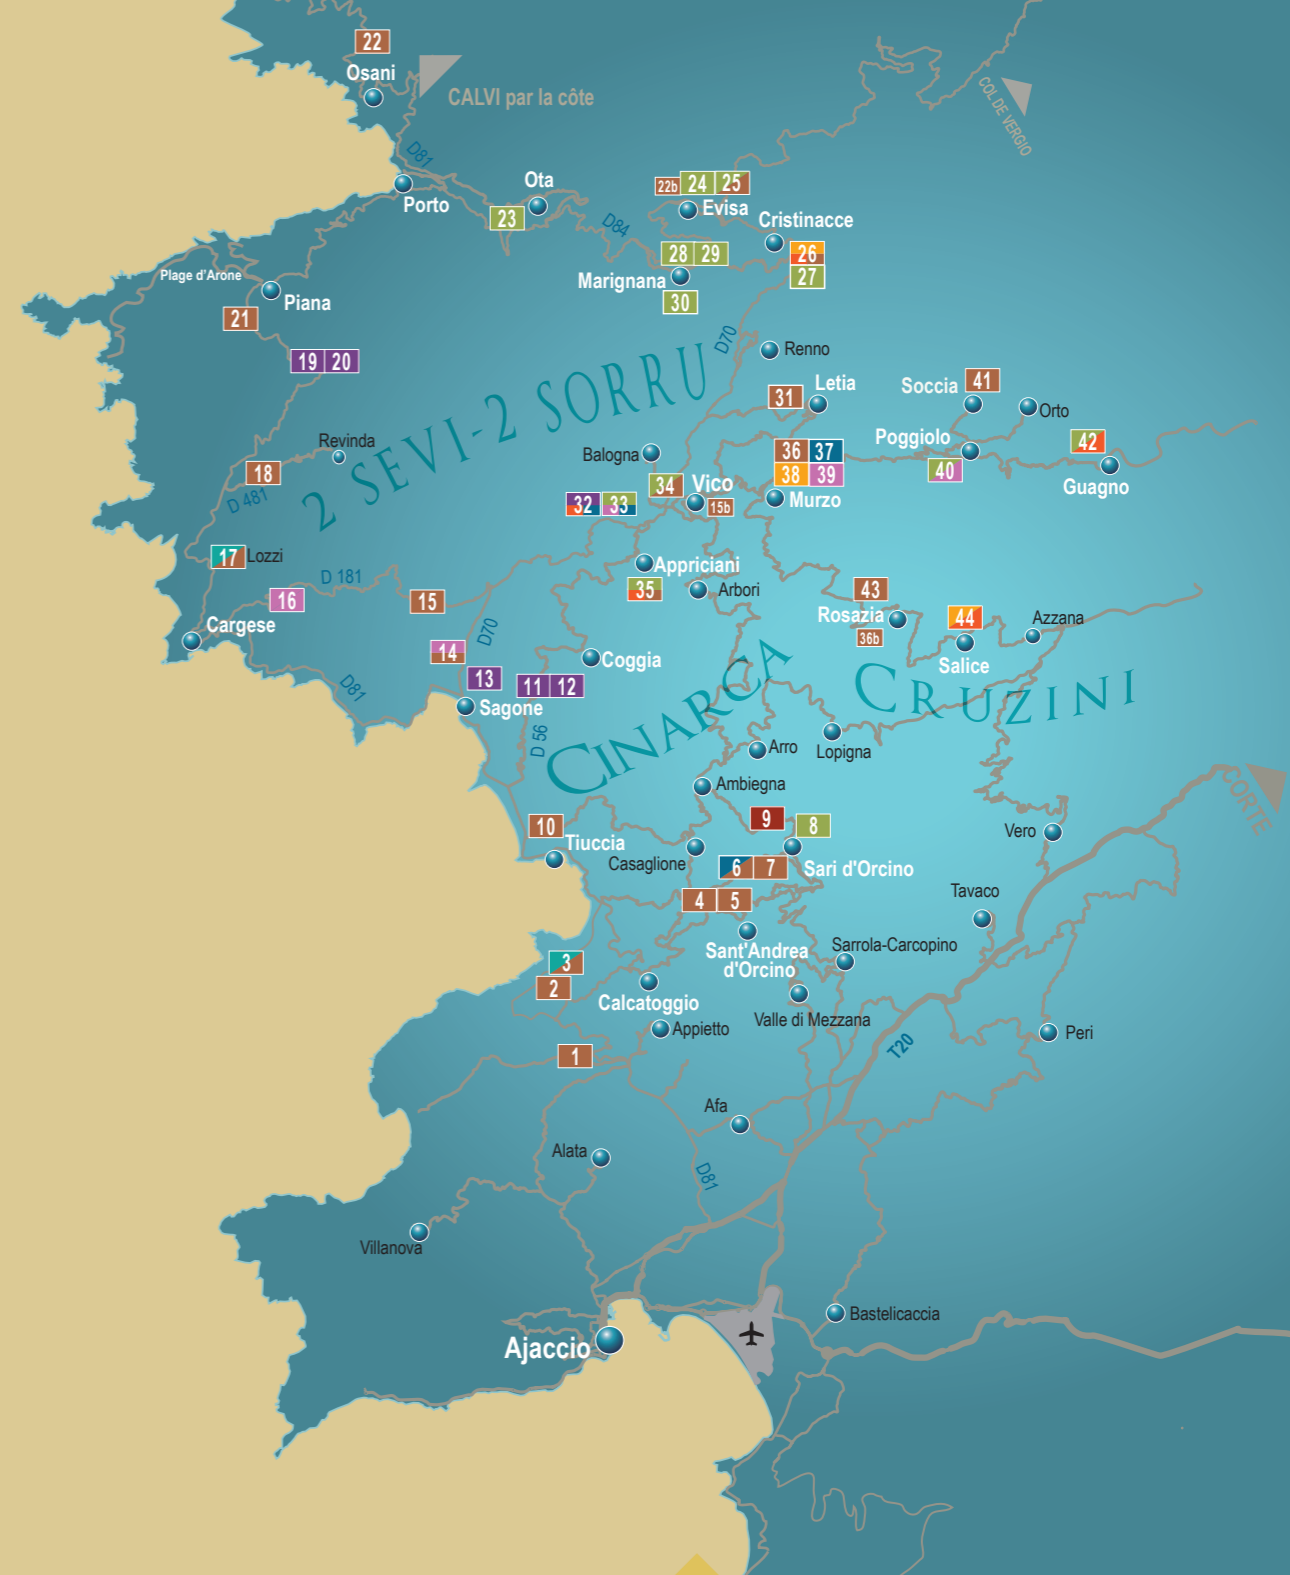 22
Osani
CALVI par la côte
COL DE VERGIO
D81
Porto
Ota
23
D84
22b 24 25
Evisa
Cristinacce
26
27
28 29
Marignana
30
Plage d'Arone
Piana
21
19 20
D70
Renno
2 SEVI-2 SORRU
31
Letia
Soccia
41
Orto
Revinda
18
D 481
Balogna
34
Vico
15b
32 33
36 37
38 39
Murzo
Poggiolo
40
42
Guagno
17
Lozzi
D 181
16
15
Cargese
Appriciani
35
Arbori
43
Rosazia
36b
44
Salice
Azzana
14
D70
13
Sagone
11 12
Coggia
D81
D 56
CINARCA
CRUZINI
Arro
Lopigna
Ambiegna
CORTE
10
Tiuccia
Casaglione
9
8
6 7
Sari d'Orcino
Vero
4 5
Sant'Andrea
d'Orcino
Tavaco
Sarrola-Carcopino
3
2
Calcatoggio
Valle di Mezzana
Appietto
1
T20
Peri
Afa
Alata
D81
Villanova
Bastelicaccia
Ajaccio